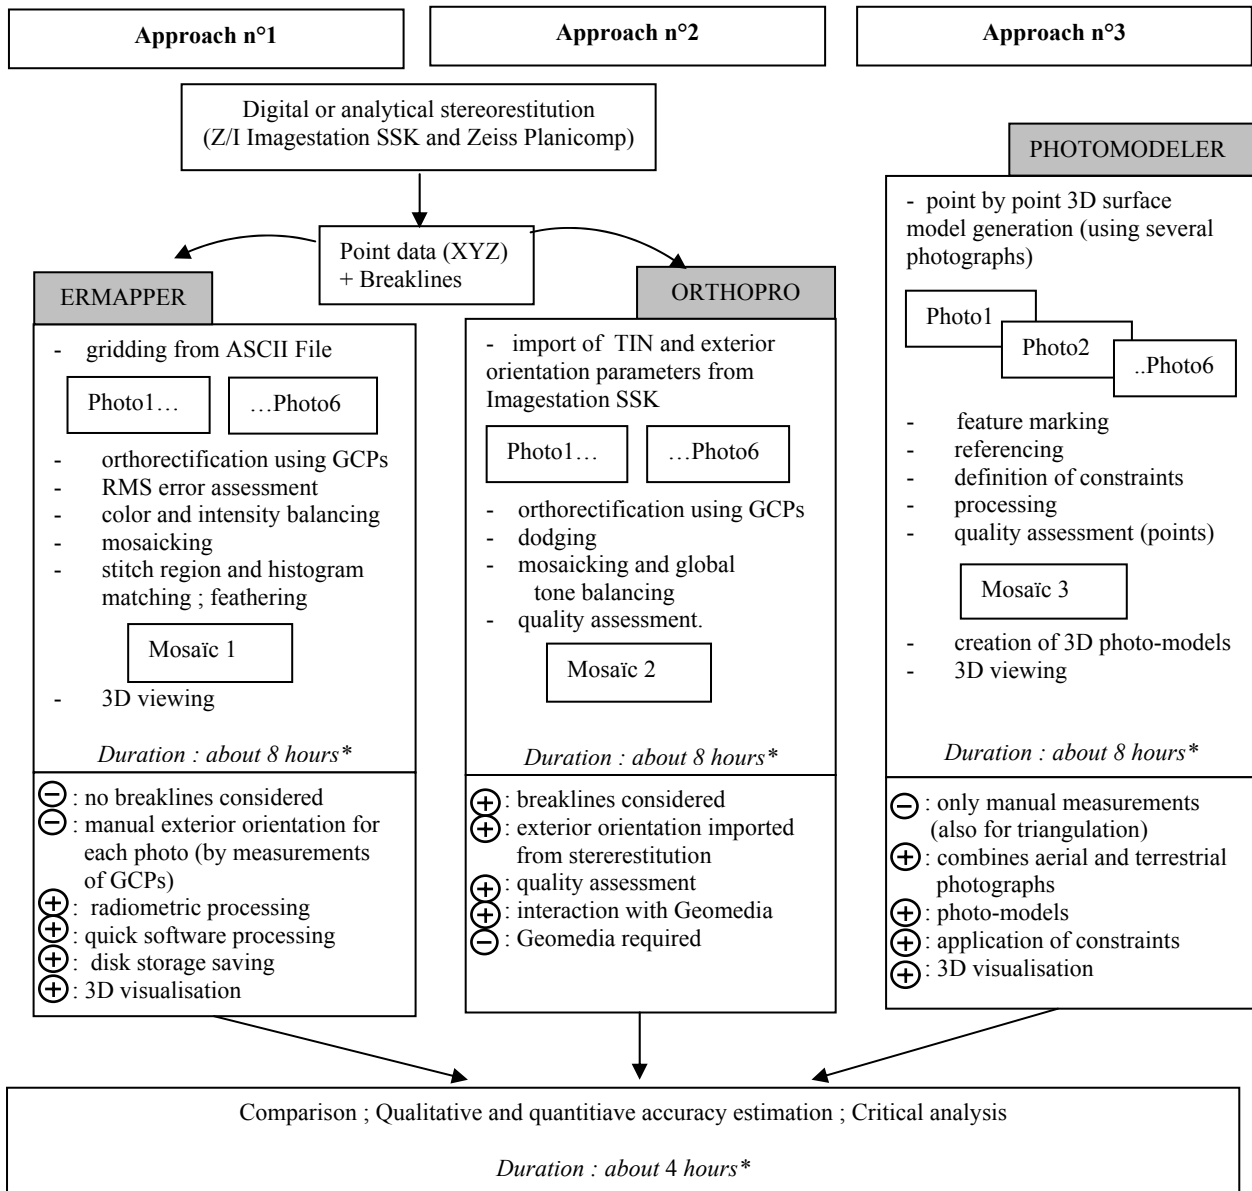 Approach n°1
Approach n°2
Approach n°3
Digital or analytical stereorestitution
(Z/I Imagestation SSK and Zeiss Planicomp)
Point data (XYZ)
+ Breaklines
ERMAPPER
- gridding from ASCII File
Photo1…
…Photo6
- orthorectification using GCPs
- RMS error assessment
- color and intensity balancing
- mosaicking
- stitch region and histogram
matching ; feathering
Mosaïc 1
- 3D viewing
Duration : about 8 hours*
⊖ : no breaklines considered
⊖ : manual exterior orientation for
each photo (by measurements
of GCPs)
⊕ : radiometric processing
⊕ : quick software processing
⊕ : disk storage saving
⊕ : 3D visualisation
ORTHOPRO
- import of TIN and exterior
orientation parameters from
Imagestation SSK
Photo1…
…Photo6
- orthorectification using GCPs
- dodging
- mosaicking and global
tone balancing
- quality assessment.
Mosaïc 2
Duration : about 8 hours*
⊕ : breaklines considered
⊕ : exterior orientation imported
from stererestitution
⊕ : quality assessment
⊕ : interaction with Geomedia
⊖ : Geomedia required
PHOTOMODELER
- point by point 3D surface
model generation (using several
photographs)
Photo1
Photo2
..Photo6
- feature marking
- referencing
- definition of constraints
- processing
- quality assessment (points)
Mosaïc 3
- creation of 3D photo-models
- 3D viewing
Duration : about 8 hours*
⊖ : only manual measurements
(also for triangulation)
⊕ : combines aerial and terrestrial
photographs
⊕ : photo-models
⊕ : application of constraints
⊕ : 3D visualisation
Comparison ; Qualitative and quantitiave accuracy estimation ; Critical analysis
Duration : about 4 hours*